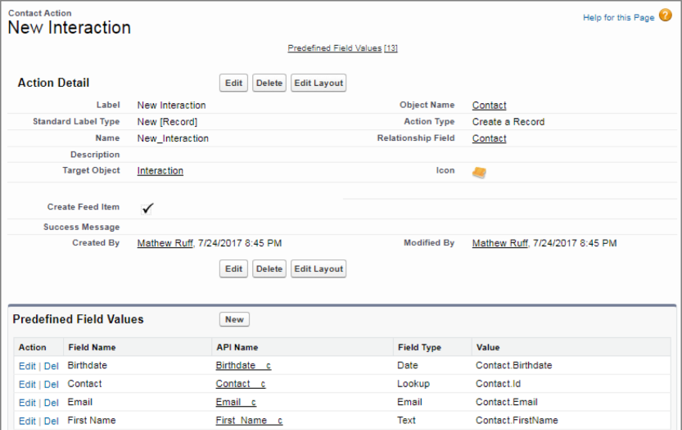 Contact Action
New Interaction
Help for this Page
Predefined Field Values [13]
Action Detail Edit Delete Edit Layout
Label New Interaction Object Name Contact
Standard Label Type New [Record] Action Type Create a Record
Name New_Interaction Relationship Field Contact
Description
Target Object Interaction Icon
Create Feed Item ✓
Success Message
Created By Mathew Ruff, 7/24/2017 8:45 PM Modified By Mathew Ruff, 7/24/2017 8:45 PM
Edit Delete Edit Layout
Predefined Field Values New
Action Field Name API Name Field Type Value
Edit | Del Birthdate Birthdate__c Date Contact.Birthdate
Edit | Del Contact Contact__c Lookup Contact.Id
Edit | Del Email Email__c Email Contact.Email
Edit | Del First Name First_Name__c Text Contact.FirstName